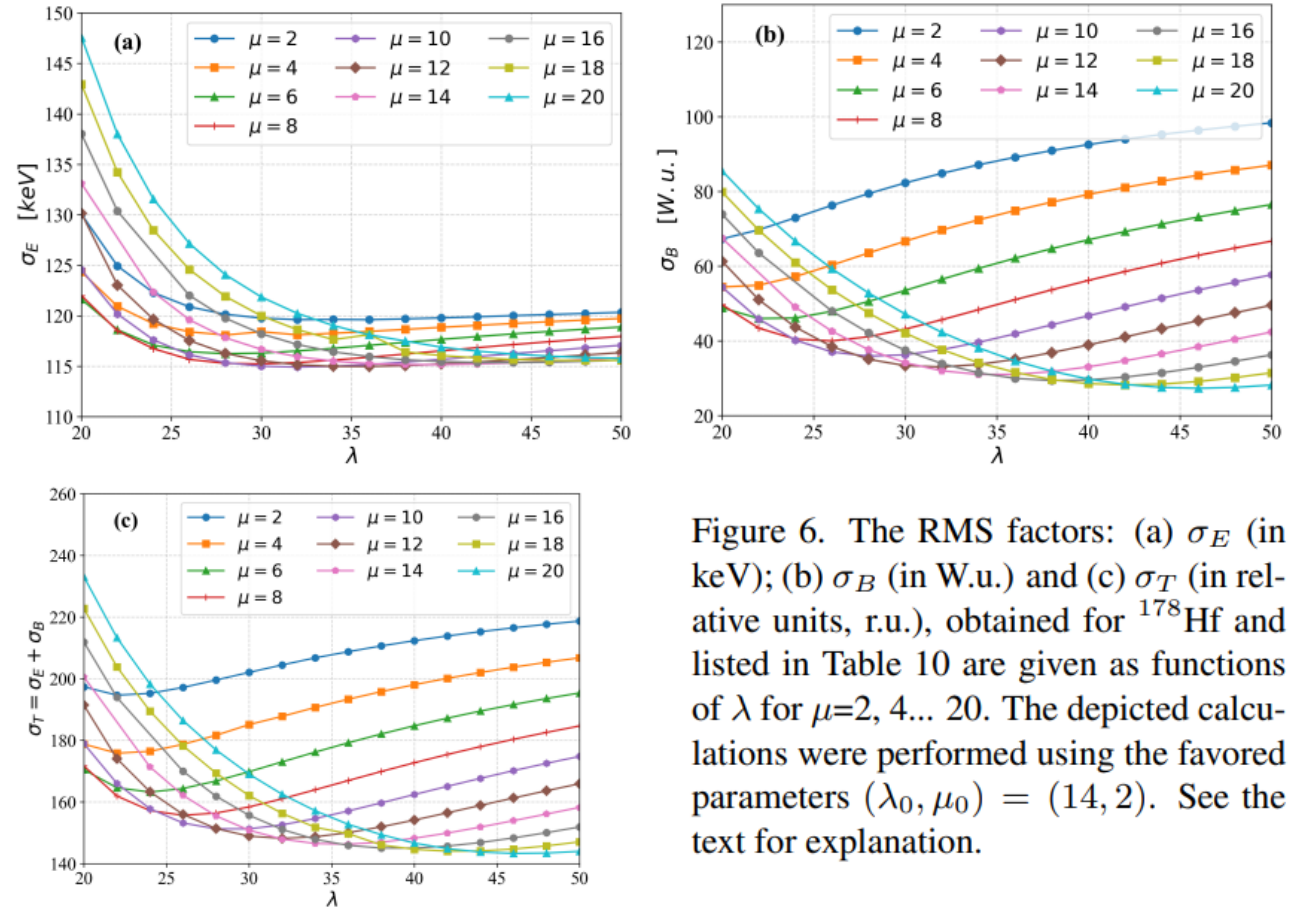 (a)
μ = 2
μ = 4
μ = 6
μ = 8
μ = 10
μ = 12
μ = 14
μ = 16
μ = 18
μ = 20
150
145
140
135
130
125
120
115
110
σ_E [keV]
20 25 30 35 40 45 50
λ
(b)
μ = 2
μ = 4
μ = 6
μ = 8
μ = 10
μ = 12
μ = 14
μ = 16
μ = 18
μ = 20
120
100
80
60
40
20
σ_B [W.u.]
20 25 30 35 40 45 50
λ
(c)
μ = 2
μ = 4
μ = 6
μ = 8
μ = 10
μ = 12
μ = 14
μ = 16
μ = 18
μ = 20
260
240
220
200
180
160
140
σ_T = σ_E + σ_B
20 25 30 35 40 45 50
λ
Figure 6. The RMS factors: (a) σ_E (in
keV); (b) σ_B (in W.u.) and (c) σ_T (in rel-
ative units, r.u.), obtained for ¹⁷⁸Hf and
listed in Table 10 are given as functions
of λ for μ=2, 4... 20. The depicted calcu-
lations were performed using the favored
parameters (λ₀, μ₀) = (14, 2). See the
text for explanation.